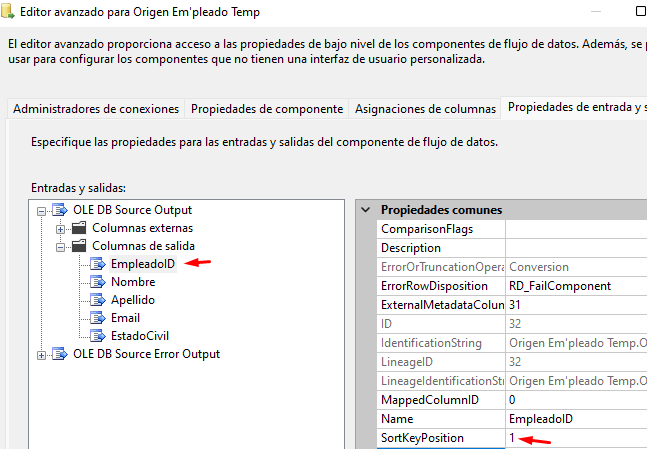 Editor avanzado para Origen Em'pleado Temp
El editor avanzado proporciona acceso a las propiedades de bajo nivel de los componentes de flujo de datos. Además, se p
usar para configurar los componentes que no tienen una interfaz de usuario personalizada.
Administradores de conexiones Propiedades de componente Asignaciones de columnas Propiedades de entrada y s
Especifique las propiedades para las entradas y salidas del componente de flujo de datos.
Entradas y salidas:
OLE DB Source Output
Columnas externas
Columnas de salida
EmpleadoID
Nombre
Apellido
Email
EstadoCivil
OLE DB Source Error Output
Propiedades comunes
ComparisonFlags
Description
ErrorOrTruncationOpera Conversion
ErrorRowDisposition RD_FailComponent
ExternalMetadataColum 31
ID 32
IdentificationString Origen Em'pleado Temp.O
LineageID 32
LineageIdentificationStri Origen Em'pleado Temp.O
MappedColumnID 0
Name EmpleadoID
SortKeyPosition 1